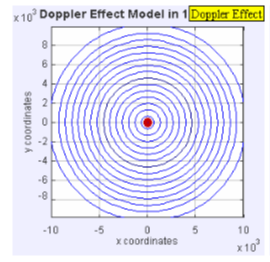 x 10³ Doppler Effect Model in 1 Doppler Effect
8
6
4
2
0
-2
-4
-6
-8
y coordinates
-10 -5 0 5 10
x coordinates
x 10³